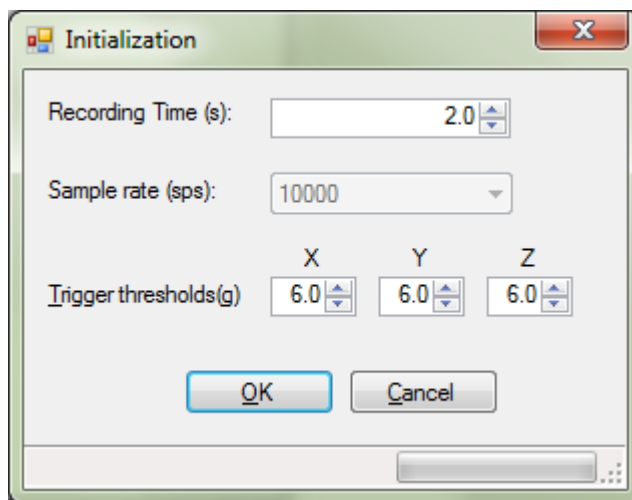 Initialization
Recording Time (s): 2.0
Sample rate (sps): 10000
X Y Z
Trigger thresholds(g) 6.0 6.0 6.0
OK Cancel